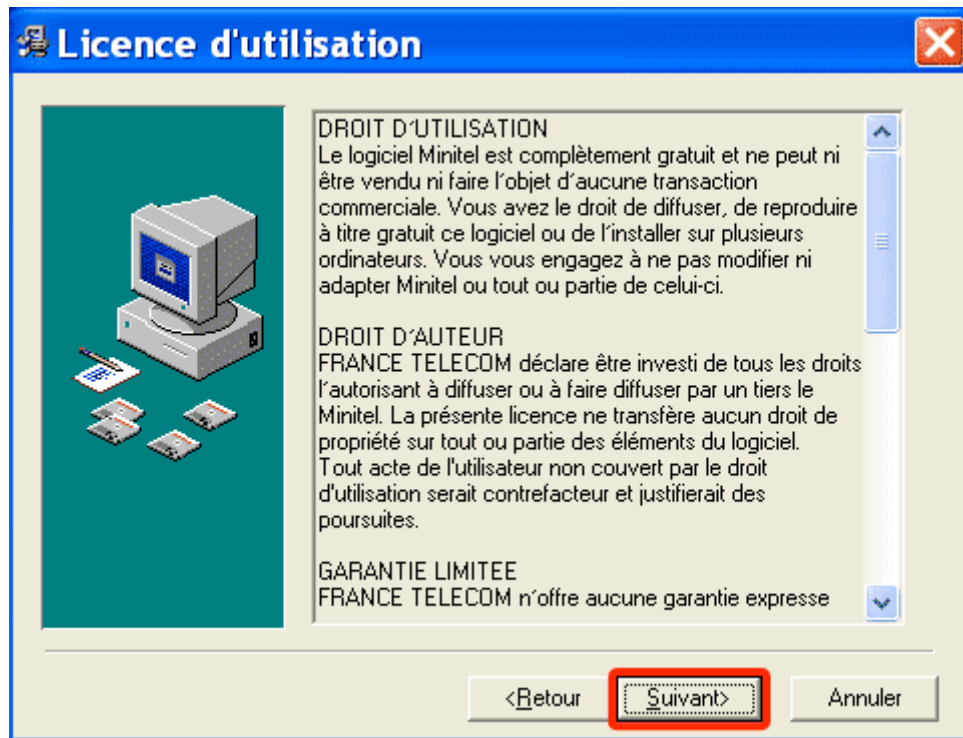 Licence d'utilisation
DROIT D´UTILISATION
Le logiciel Minitel est complètement gratuit et ne peut ni
être vendu ni faire l´objet d´aucune transaction
commerciale. Vous avez le droit de diffuser, de reproduire
à titre gratuit ce logiciel ou de l´installer sur plusieurs
ordinateurs. Vous vous engagez à ne pas modifier ni
adapter Minitel ou tout ou partie de celui-ci.
DROIT D´AUTEUR
FRANCE TELECOM déclare être investi de tous les droits
l´autorisant à diffuser ou à faire diffuser par un tiers le
Minitel. La présente licence ne transfère aucun droit de
propriété sur tout ou partie des éléments du logiciel.
Tout acte de l'utilisateur non couvert par le droit
d'utilisation serait contrefacteur et justifierait des
poursuites.
GARANTIE LIMITEE
FRANCE TELECOM n´offre aucune garantie expresse
<Retour Suivant> Annuler